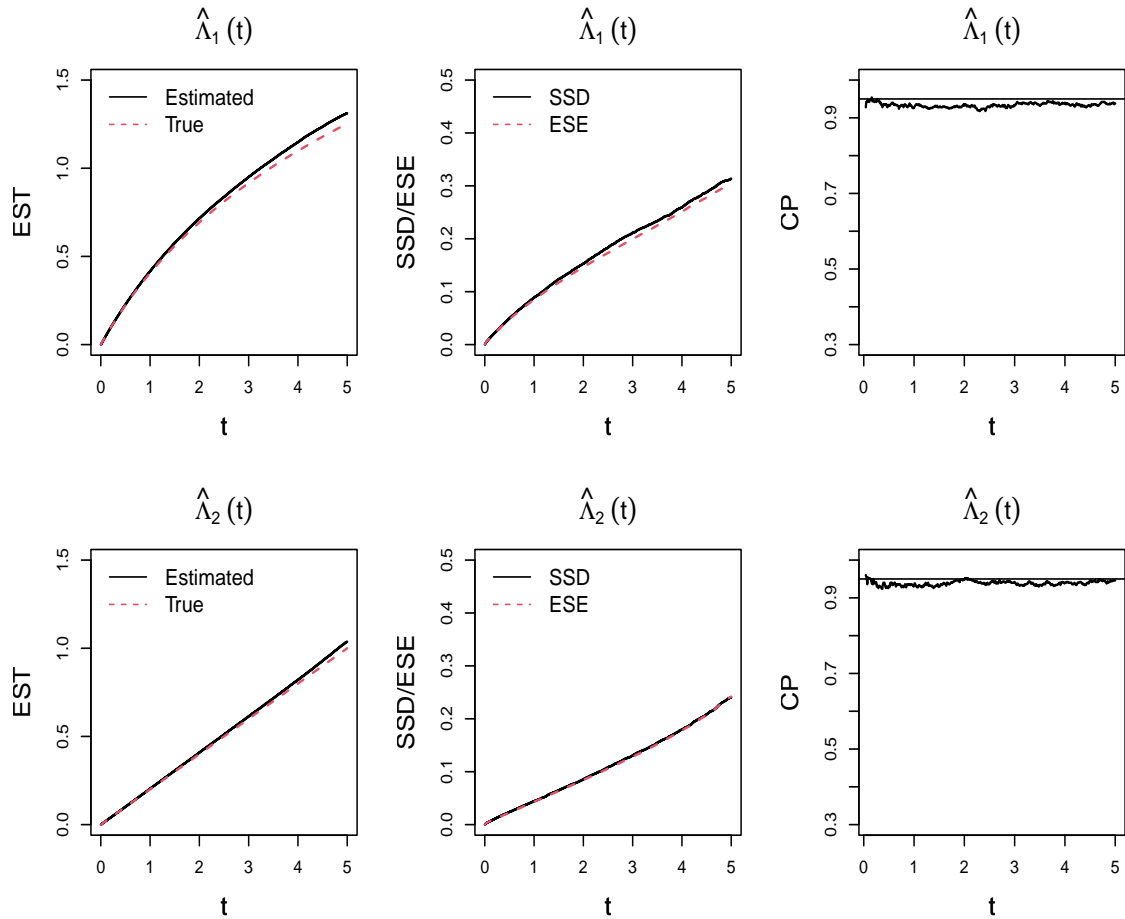 Λ̂₁ (t)
EST
1.5
1.0
0.5
0.0
Estimated
True
0 1 2 3 4 5
t
Λ̂₁ (t)
SSD/ESE
0.5
0.4
0.3
0.2
0.1
0.0
SSD
ESE
0 1 2 3 4 5
t
Λ̂₁ (t)
CP
0.9
0.7
0.5
0.3
0 1 2 3 4 5
t
Λ̂₂ (t)
EST
1.5
1.0
0.5
0.0
Estimated
True
0 1 2 3 4 5
t
Λ̂₂ (t)
SSD/ESE
0.5
0.4
0.3
0.2
0.1
0.0
SSD
ESE
0 1 2 3 4 5
t
Λ̂₂ (t)
CP
0.9
0.7
0.5
0.3
0 1 2 3 4 5
t